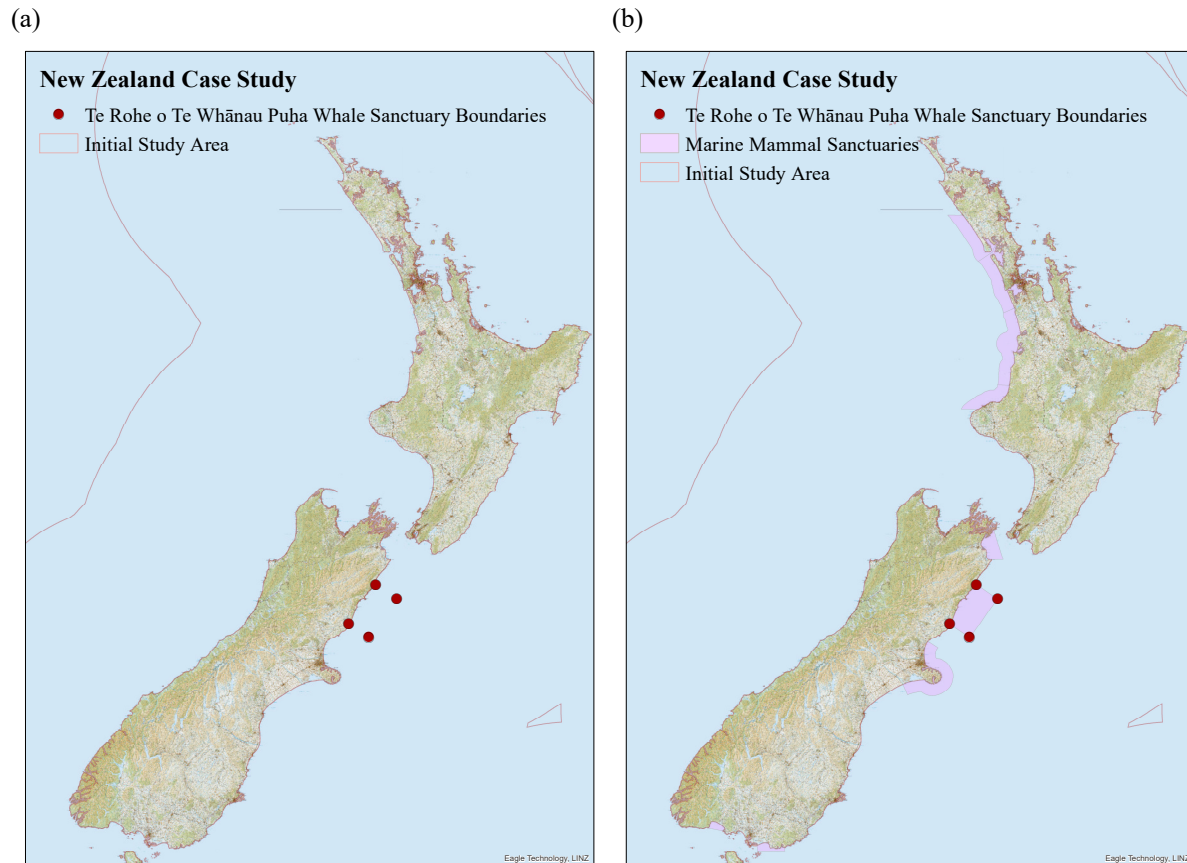 (a)
New Zealand Case Study
Te Rohe o Te Whānau Puha Whale Sanctuary Boundaries
Initial Study Area
Eagle Technology, LINZ
(b)
New Zealand Case Study
Te Rohe o Te Whānau Puha Whale Sanctuary Boundaries
Marine Mammal Sanctuaries
Initial Study Area
Eagle Technology, LINZ